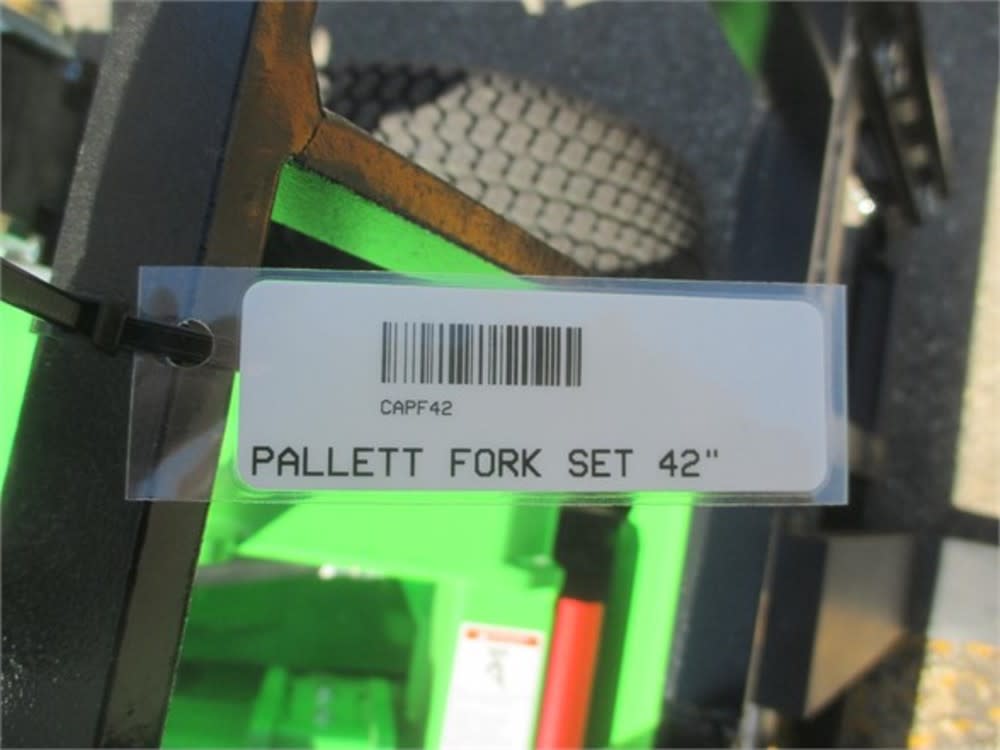 CAPF42
PALLETT FORK SET 42"